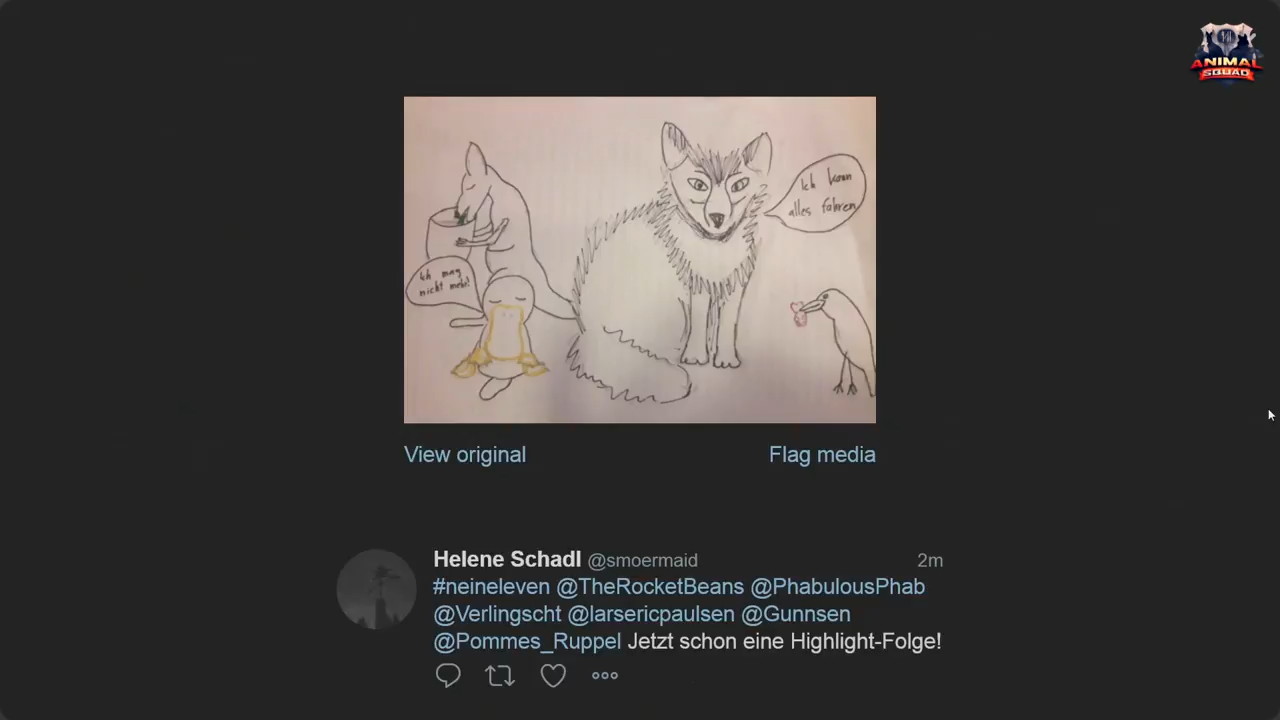 ANIMAL
SQUAD
Ich kann
alles fahren
Ich mag
nicht mehr!
View original
Flag media
Helene Schadl @smoermaid
2m
#neineleven @TheRocketBeans @PhabulousPhab
@Verlingscht @larsericpaulsen @Gunnsen
@Pommes_Ruppel Jetzt schon eine Highlight-Folge!